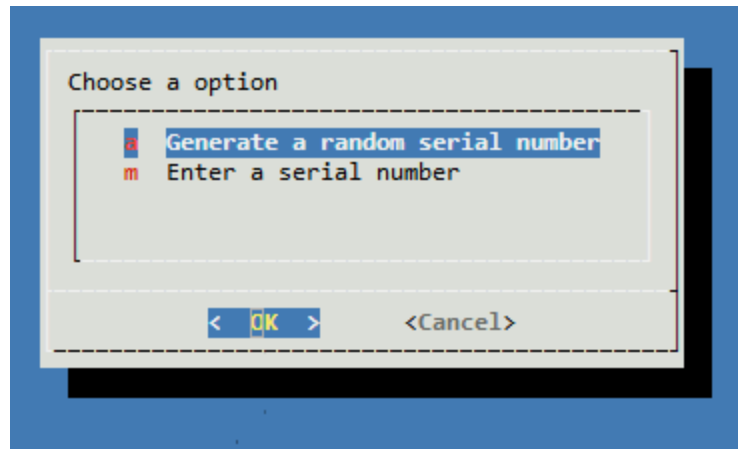 Choose a option
a Generate a random serial number
m Enter a serial number
< OK > <Cancel>